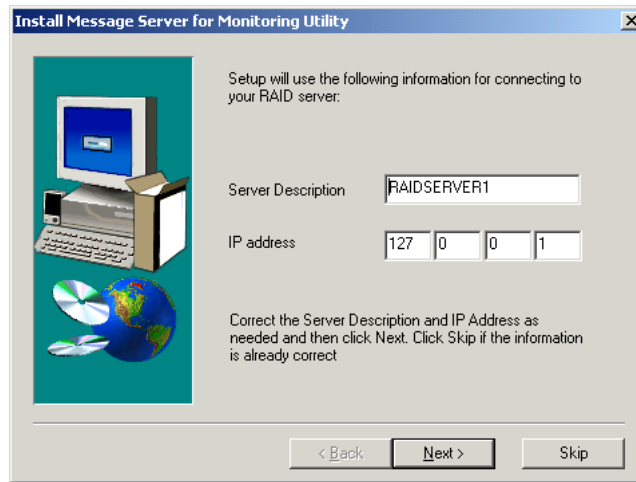 Install Message Server for Monitoring Utility
Setup will use the following information for connecting to
your RAID server:
Server Description RAIDSERVER1
IP address 127 0 0 1
Correct the Server Description and IP Address as
needed and then click Next. Click Skip if the information
is already correct
< Back Next > Skip